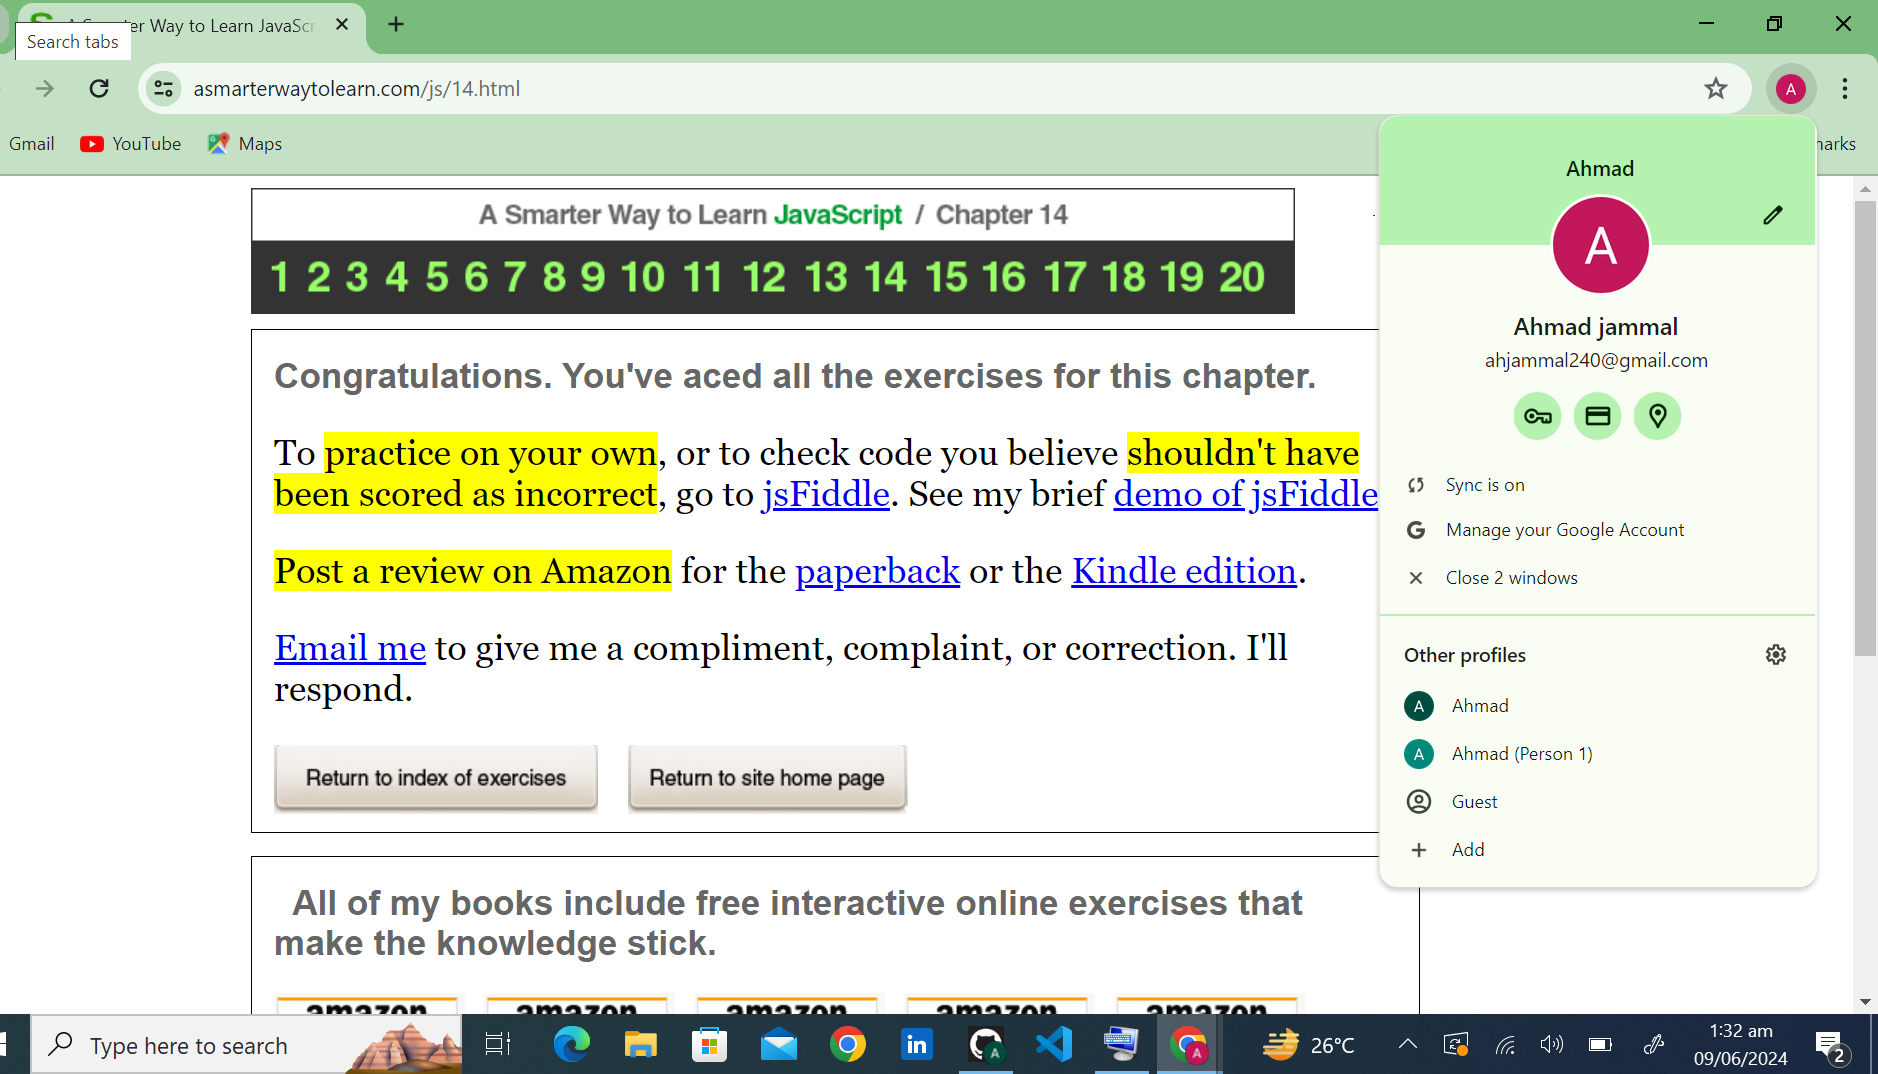 A Smarter Way to Learn JavaScr
Search tabs
asmarterwaytolearn.com/js/14.html
A
Gmail
YouTube
Maps
A Smarter Way to Learn JavaScript / Chapter 14
1 2 3 4 5 6 7 8 9 10 11 12 13 14 15 16 17 18 19 20
Congratulations. You've aced all the exercises for this chapter.
To practice on your own, or to check code you believe shouldn't have
been scored as incorrect, go to jsFiddle. See my brief demo of jsFiddle
Post a review on Amazon for the paperback or the Kindle edition.
Email me to give me a compliment, complaint, or correction. I'll
respond.
Return to index of exercises
Return to site home page
All of my books include free interactive online exercises that
make the knowledge stick.
amazon amazon amazon amazon amazon
Ahmad
A
Ahmad jammal
ahjammal240@gmail.com
Sync is on
G Manage your Google Account
Close 2 windows
Other profiles
A Ahmad
A Ahmad (Person 1)
Guest
Add
Type here to search
in
A
A
26°C
1:32 am
09/06/2024
2